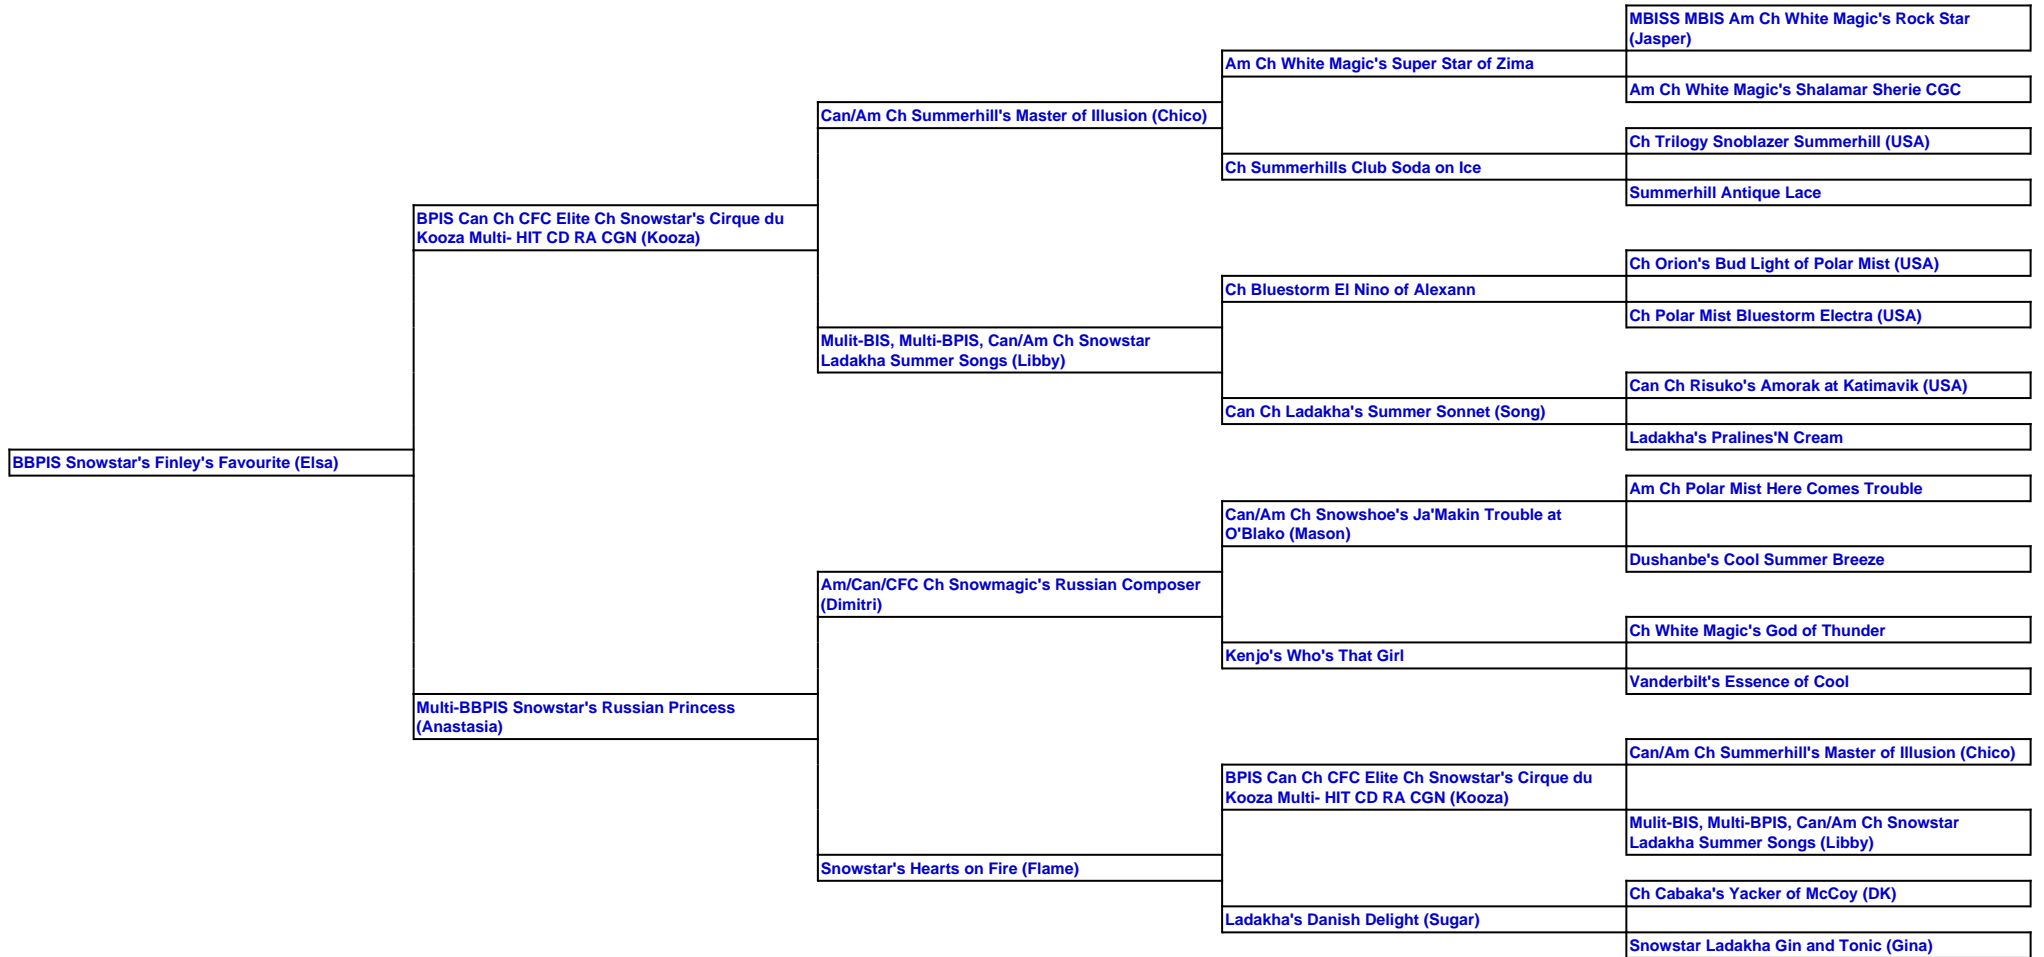 MBISS MBIS Am Ch White Magic's Rock Star
(Jasper)
Am Ch White Magic's Super Star of Zima
Am Ch White Magic's Shalamar Sherie CGC
Can/Am Ch Summerhill's Master of Illusion (Chico)
Ch Trilogy Snoblazer Summerhill (USA)
Ch Summerhills Club Soda on Ice
Summerhill Antique Lace
BPIS Can Ch CFC Elite Ch Snowstar's Cirque du
Kooza Multi- HIT CD RA CGN (Kooza)
Ch Orion's Bud Light of Polar Mist (USA)
Ch Bluestorm El Nino of Alexann
Ch Polar Mist Bluestorm Electra (USA)
Mulit-BIS, Multi-BPIS, Can/Am Ch Snowstar
Ladakha Summer Songs (Libby)
Can Ch Risuko's Amorak at Katimavik (USA)
Can Ch Ladakha's Summer Sonnet (Song)
Ladakha's Pralines'N Cream
BBPIS Snowstar's Finley's Favourite (Elsa)
Am Ch Polar Mist Here Comes Trouble
Can/Am Ch Snowshoe's Ja'Makin Trouble at
O'Blako (Mason)
Dushanbe's Cool Summer Breeze
Am/Can/CFC Ch Snowmagic's Russian Composer
(Dimitri)
Ch White Magic's God of Thunder
Kenjo's Who's That Girl
Vanderbilt's Essence of Cool
Multi-BBPIS Snowstar's Russian Princess
(Anastasia)
Can/Am Ch Summerhill's Master of Illusion (Chico)
BPIS Can Ch CFC Elite Ch Snowstar's Cirque du
Kooza Multi- HIT CD RA CGN (Kooza)
Mulit-BIS, Multi-BPIS, Can/Am Ch Snowstar
Ladakha Summer Songs (Libby)
Snowstar's Hearts on Fire (Flame)
Ch Cabaka's Yacker of McCoy (DK)
Ladakha's Danish Delight (Sugar)
Snowstar Ladakha Gin and Tonic (Gina)